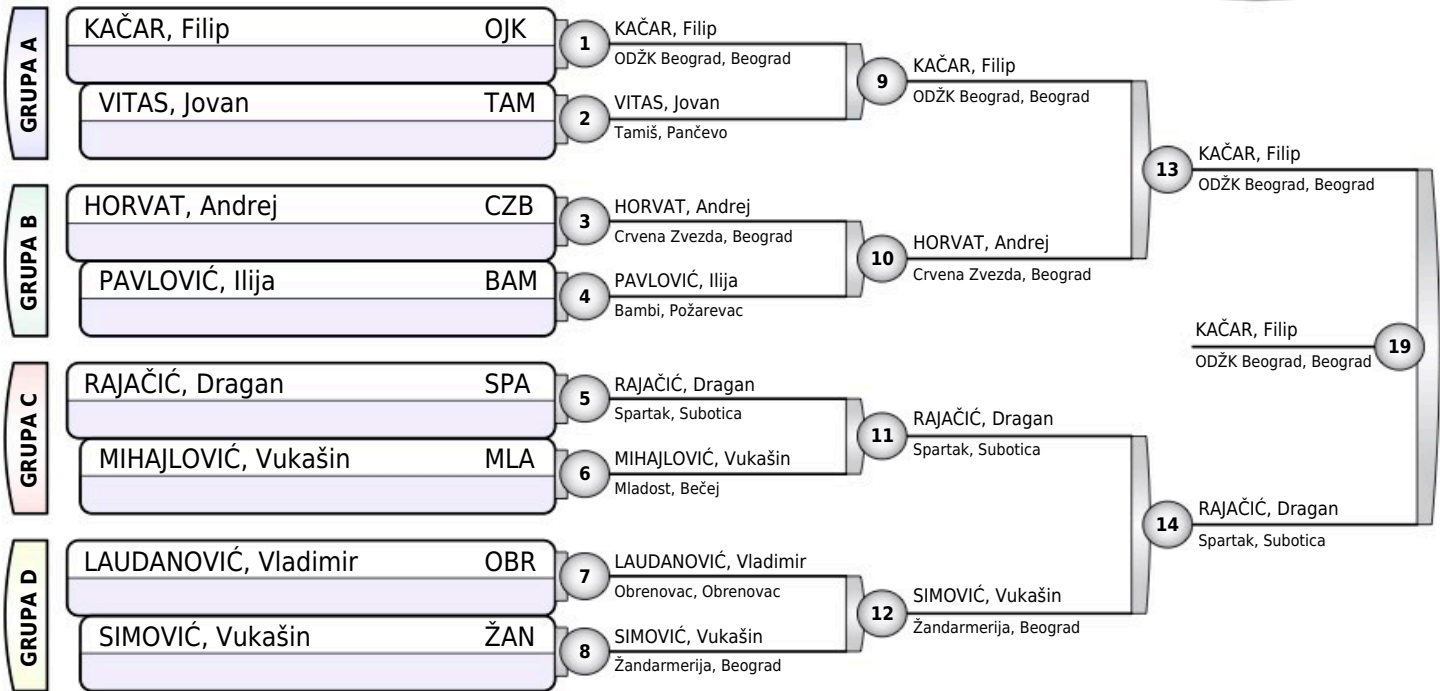 GRUPA A
KAČAR, Filip OJK
VITAS, Jovan TAM
1
KAČAR, Filip
ODŽK Beograd, Beograd
2
VITAS, Jovan
Tamiš, Pančevo
9
KAČAR, Filip
ODŽK Beograd, Beograd
GRUPA B
HORVAT, Andrej CZB
PAVLOVIĆ, Ilija BAM
3
HORVAT, Andrej
Crvena Zvezda, Beograd
4
PAVLOVIĆ, Ilija
Bambi, Požarevac
10
HORVAT, Andrej
Crvena Zvezda, Beograd
13
KAČAR, Filip
ODŽK Beograd, Beograd
GRUPA C
RAJAČIĆ, Dragan SPA
MIHAJLOVIĆ, Vukašin MLA
5
RAJAČIĆ, Dragan
Spartak, Subotica
6
MIHAJLOVIĆ, Vukašin
Mladost, Bečej
11
RAJAČIĆ, Dragan
Spartak, Subotica
GRUPA D
LAUDANOVIĆ, Vladimir OBR
SIMOVIĆ, Vukašin ŽAN
7
LAUDANOVIĆ, Vladimir
Obrenovac, Obrenovac
8
SIMOVIĆ, Vukašin
Žandarmerija, Beograd
12
SIMOVIĆ, Vukašin
Žandarmerija, Beograd
14
RAJAČIĆ, Dragan
Spartak, Subotica
KAČAR, Filip
ODŽK Beograd, Beograd
19